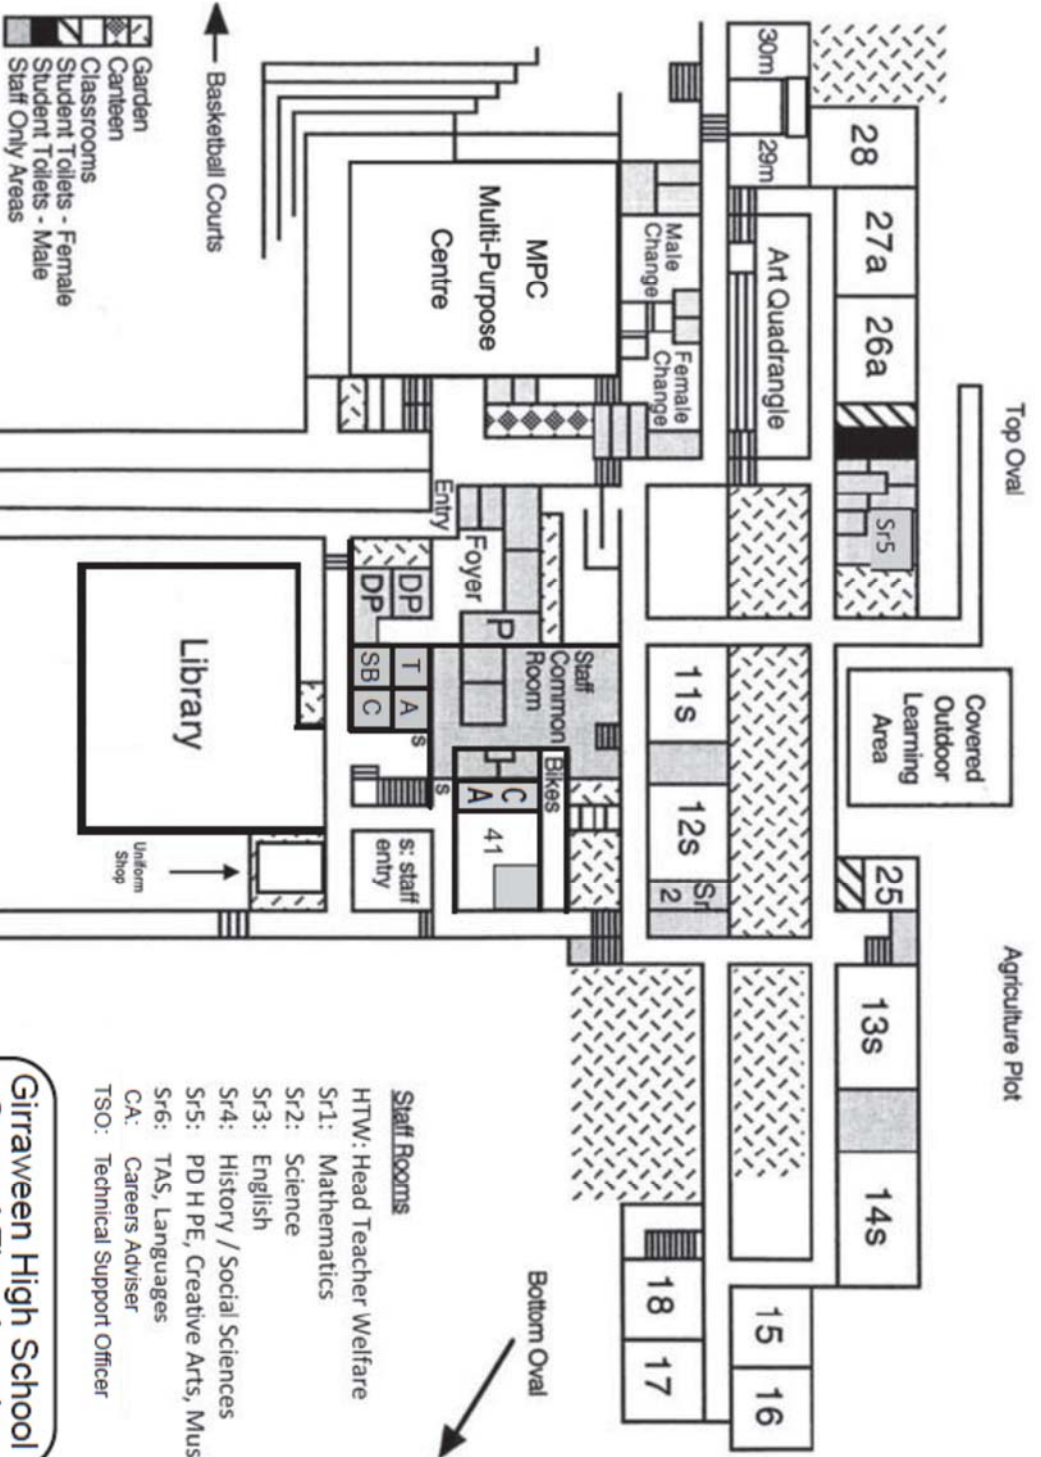 Top Oval
Agriculture Plot
Covered
Outdoor
Learning
Area
28
27a
26a
Sr5
25
13s
14s
30m
29m
Art Quadrangle
15
16
11s
12s
Sr
2
18
17
Male
Change
Female
Change
Staff
Common
Room
Bikes
MPC
Multi-Purpose
Centre
Entry
Foyer
P
C
A
41
s
s
DP
DP
T
A
SB
C
s: staff
entry
Bottom Oval
Library
Uniform
Shop
Basketball Courts
Staff Rooms
HTW: Head Teacher Welfare
Sr1: Mathematics
Sr2: Science
Sr3: English
Sr4: History / Social Sciences
Sr5: PD H PE, Creative Arts, Mus
Sr6: TAS, Languages
CA: Careers Adviser
TSO: Technical Support Officer
Garden
Canteen
Classrooms
Student Toilets - Female
Student Toilets - Male
Staff Only Areas
Girraween High School